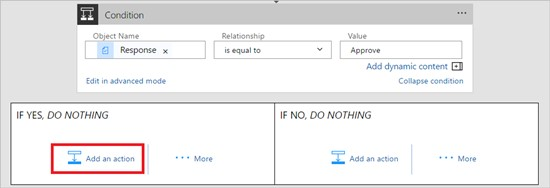 Condition
Object Name Relationship Value
Response × is equal to Approve
Add dynamic content
Edit in advanced mode Collapse condition
IF YES, DO NOTHING IF NO, DO NOTHING
Add an action ••• More Add an action ••• More